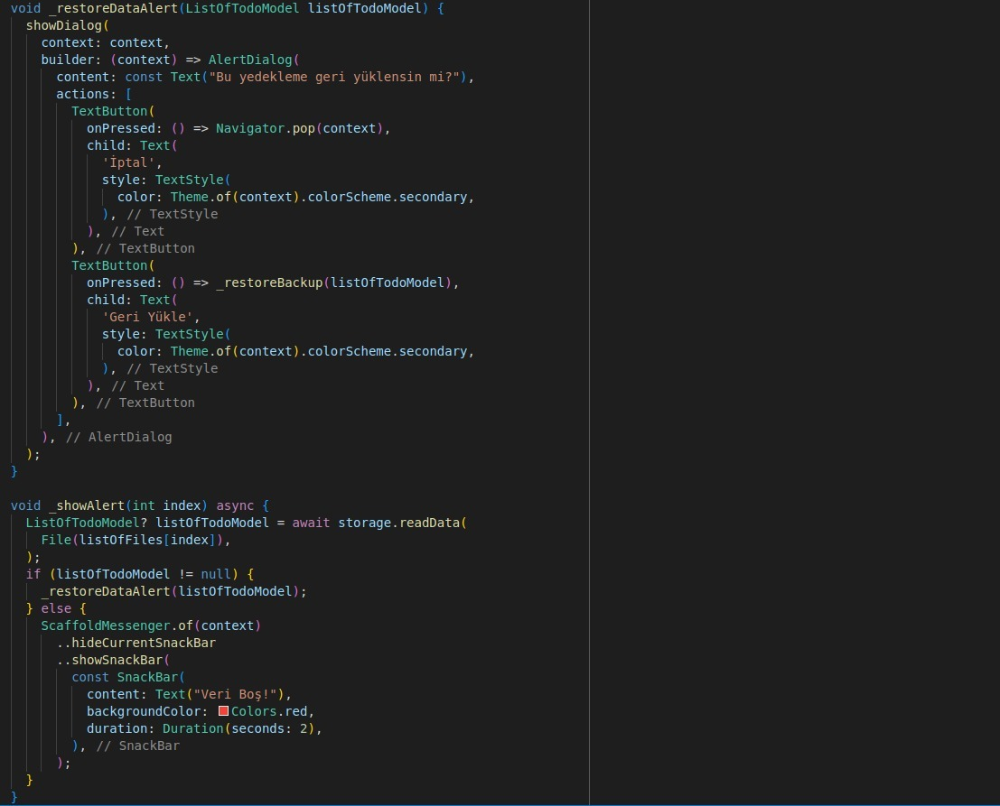 void _restoreDataAlert(ListOfTodoModel listOfTodoModel) {
  showDialog(
    context: context,
    builder: (context) => AlertDialog(
      content: const Text("Bu yedekleme geri yüklensin mi?"),
      actions: [
        TextButton(
          onPressed: () => Navigator.pop(context),
          child: Text(
            'İptal',
            style: TextStyle(
              color: Theme.of(context).colorScheme.secondary,
            ), // TextStyle
          ), // Text
        ), // TextButton
        TextButton(
          onPressed: () => _restoreBackup(listOfTodoModel),
          child: Text(
            'Geri Yükle',
            style: TextStyle(
              color: Theme.of(context).colorScheme.secondary,
            ), // TextStyle
          ), // Text
        ), // TextButton
      ],
    ), // AlertDialog
  );
}

void _showAlert(int index) async {
  ListOfTodoModel? listOfTodoModel = await storage.readData(
    File(listOfFiles[index]),
  );
  if (listOfTodoModel != null) {
    _restoreDataAlert(listOfTodoModel);
  } else {
    ScaffoldMessenger.of(context)
      ..hideCurrentSnackBar
      ..showSnackBar(
        const SnackBar(
          content: Text("Veri Boş!"),
          backgroundColor: Colors.red,
          duration: Duration(seconds: 2),
        ), // SnackBar
      );
  }
}